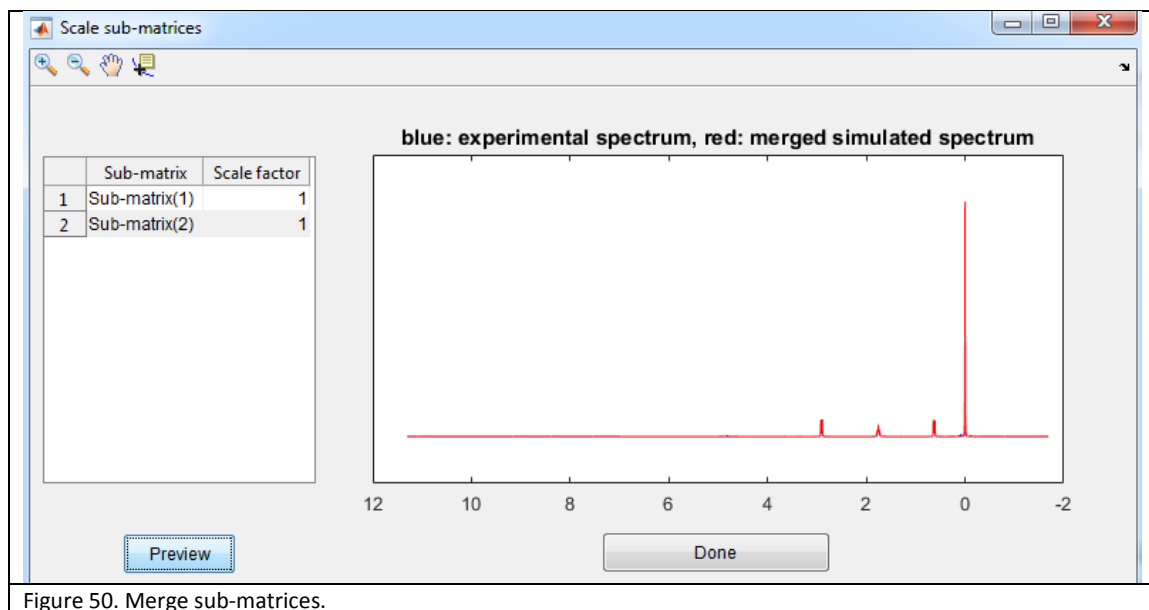 Scale sub-matrices
blue: experimental spectrum, red: merged simulated spectrum
Sub-matrix Scale factor
1 Sub-matrix(1) 1
2 Sub-matrix(2) 1
12 10 8 6 4 2 0 -2
Preview Done
Figure 50. Merge sub-matrices.